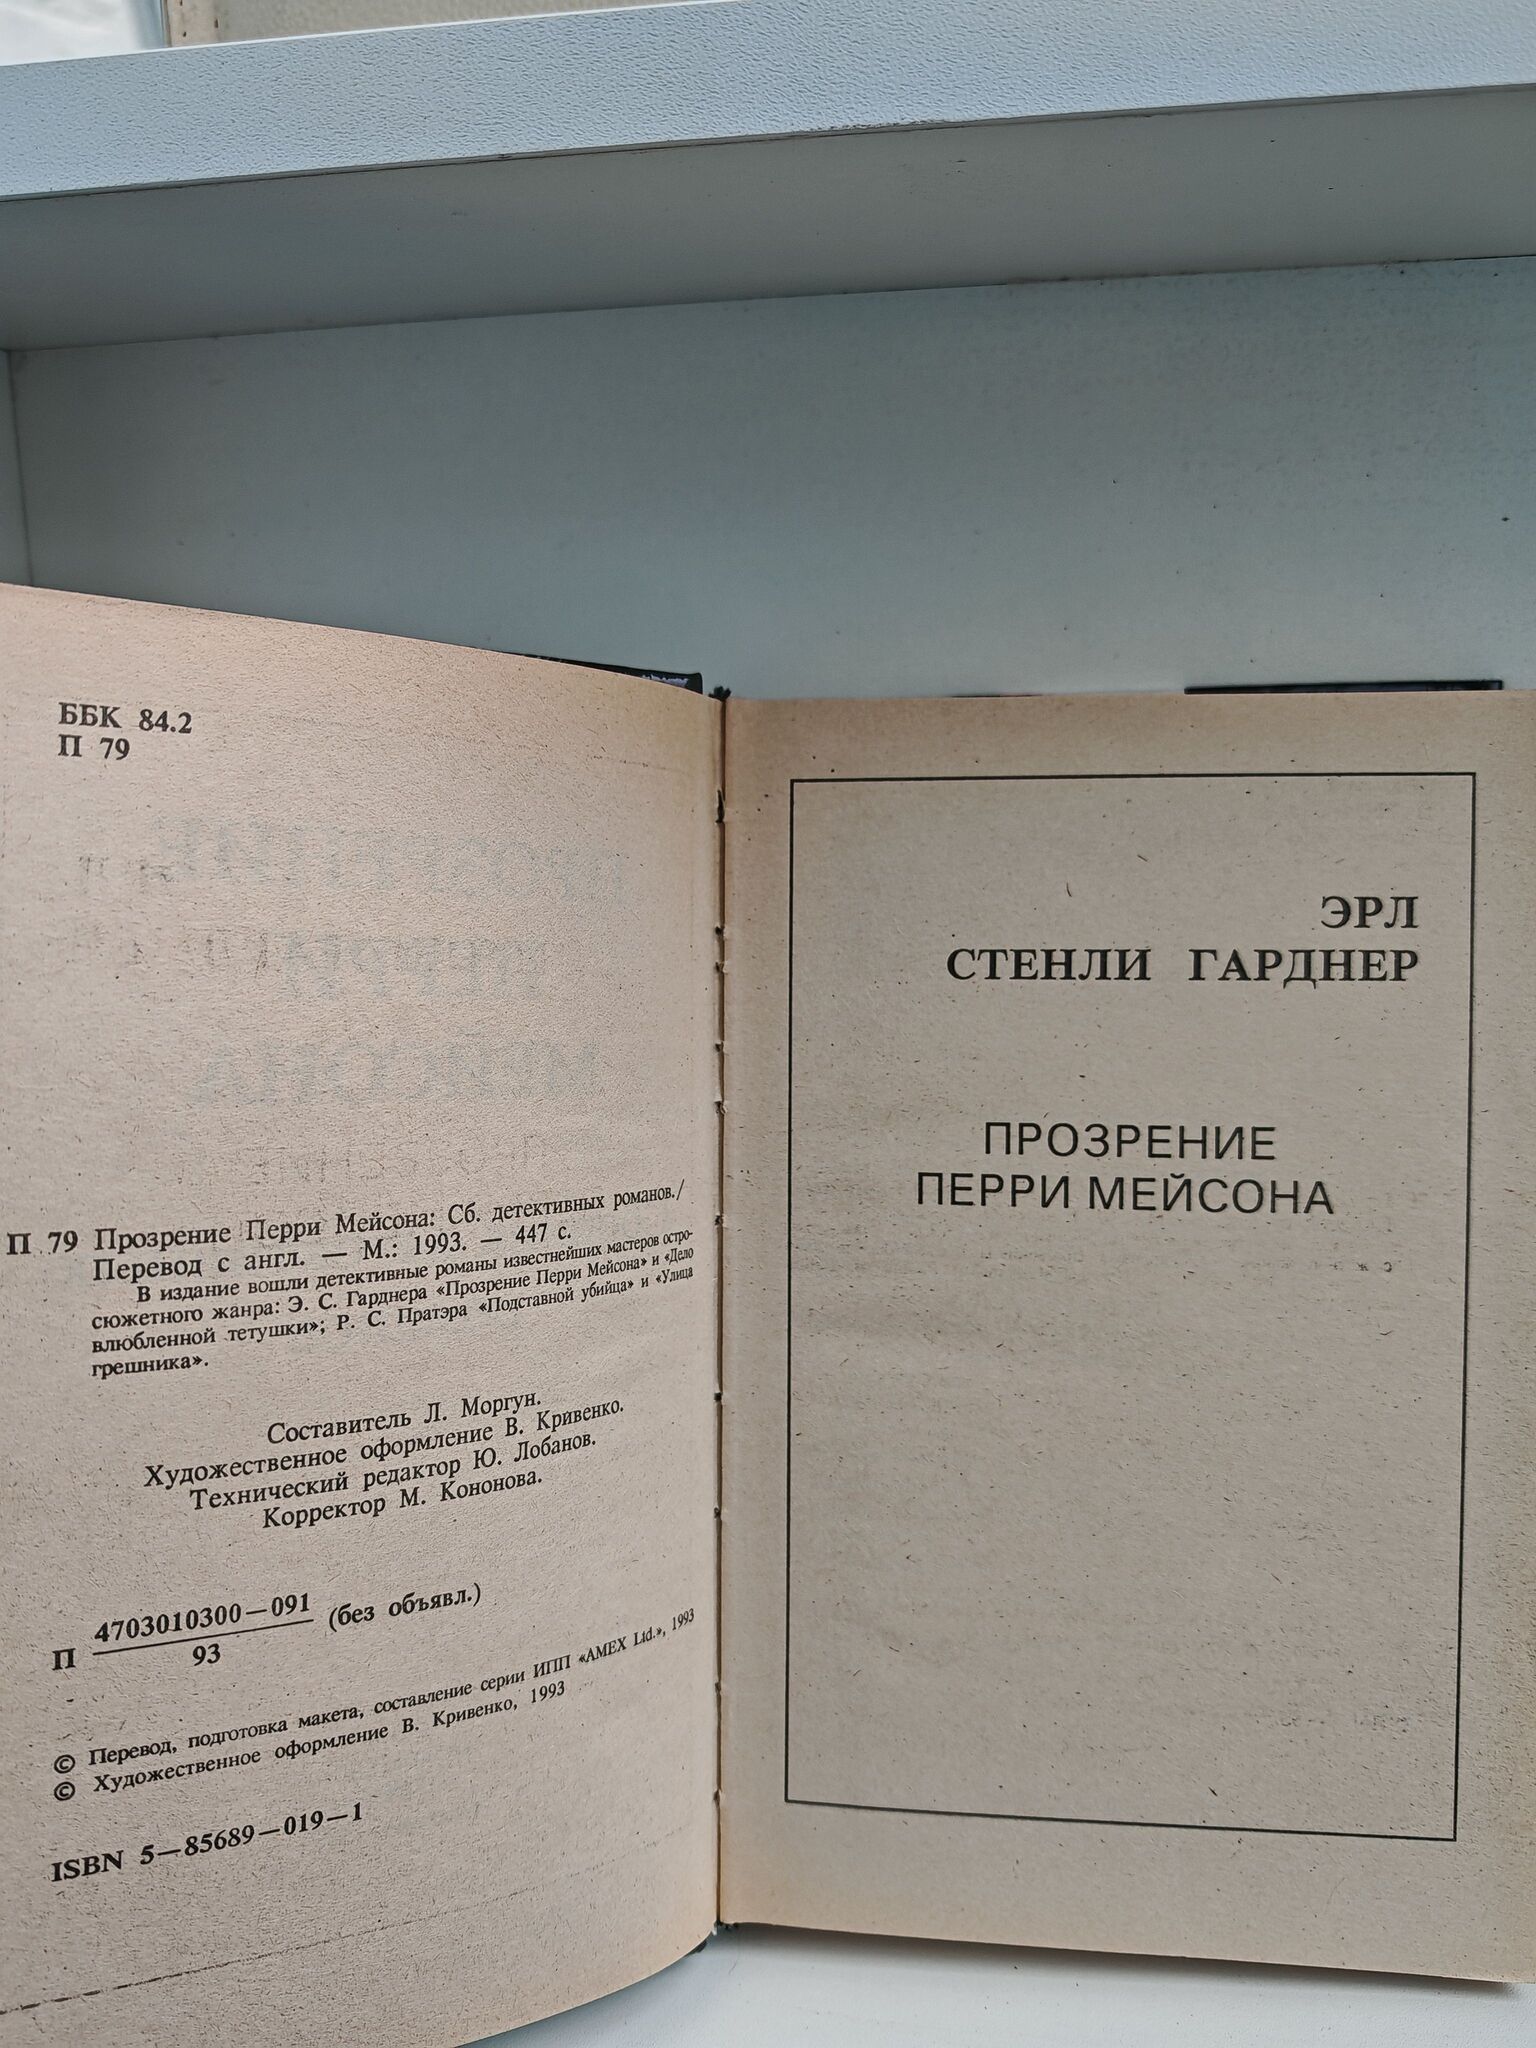 ББК 84.2
П 79
П 79 Прозрение Перри Мейсона: Сб. детективных романов./
Перевод с англ. — М.: 1993. — 447 с.
В издание вошли детективные романы известнейших мастеров остро-
сюжетного жанра: Э. С. Гарднера «Прозрение Перри Мейсона» и «Дело
влюбленной тетушки»; Р. С. Пратэра «Подставной убийца» и «Улица
грешника».
Составитель Л. Моргун.
Художественное оформление В. Кривенко.
Технический редактор Ю. Лобанов.
Корректор М. Кононова.
П 4703010300—091 (без объявл.)
93
© Перевод, подготовка макета, составление серии ИПП «AMEX Ltd.», 1993
© Художественное оформление В. Кривенко, 1993
ISBN 5—85689—019—1
ЭРЛ
СТЕНЛИ ГАРДНЕР
ПРОЗРЕНИЕ
ПЕРРИ МЕЙСОНА